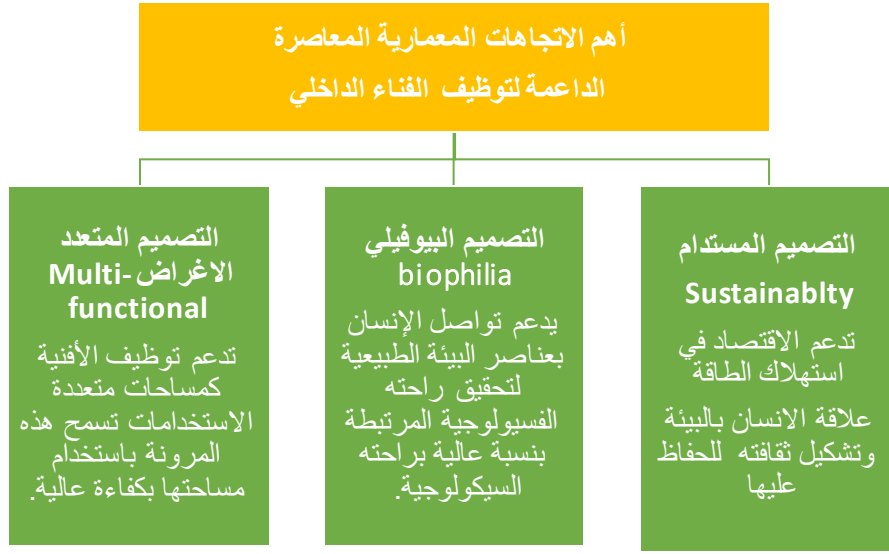 أهم الاتجاهات المعمارية المعاصرة
الداعمة لتوظيف الفناء الداخلي
التصميم المستدام
Sustainablty
تدعم الاقتصاد في
استهلاك الطاقة
علاقة الانسان بالبيئة
وتشكيل ثقافته للحفاظ
عليها
التصميم البيوفيلي
biophilia
يدعم تواصل الإنسان
بعناصر البيئة الطبيعية
لتحقيق راحته
الفسيولوجية المرتبطة
بنسبة عالية براحته
السيكولوجية.
التصميم المتعدد
الاغراض Multi-
functional
تدعم توظيف الأفنية
كمساحات متعددة
الاستخدامات تسمح هذه
المرونة باستخدام
مساحتها بكفاءة عالية.